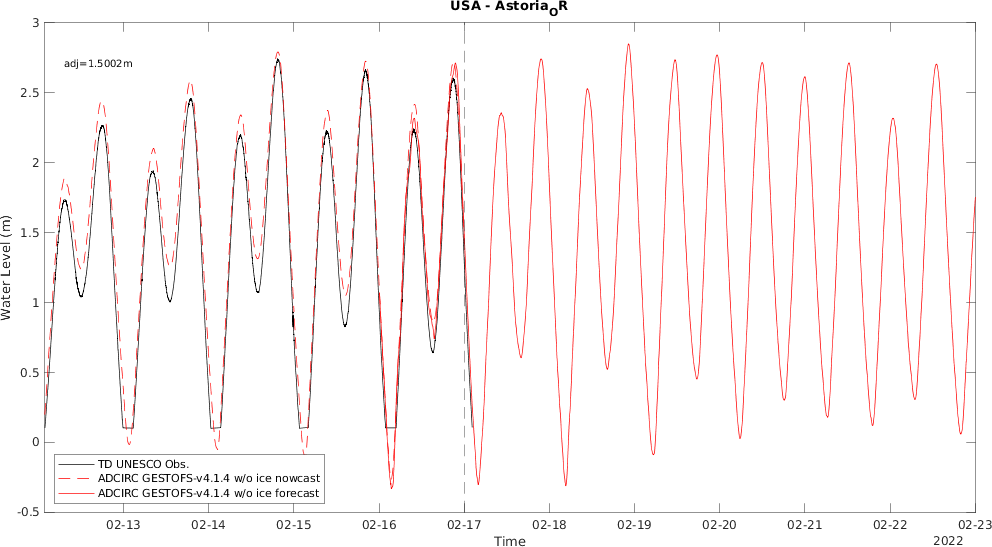 USA - AstoriaOR
adj=1.5002m
3
2.5
2
1.5
1
0.5
0
-0.5
Water Level (m)
TD UNESCO Obs.
ADCIRC GESTOFS-v4.1.4 w/o ice nowcast
ADCIRC GESTOFS-v4.1.4 w/o ice forecast
02-13 02-14 02-15 02-16 02-17 02-18 02-19 02-20 02-21 02-22 02-23
Time
2022